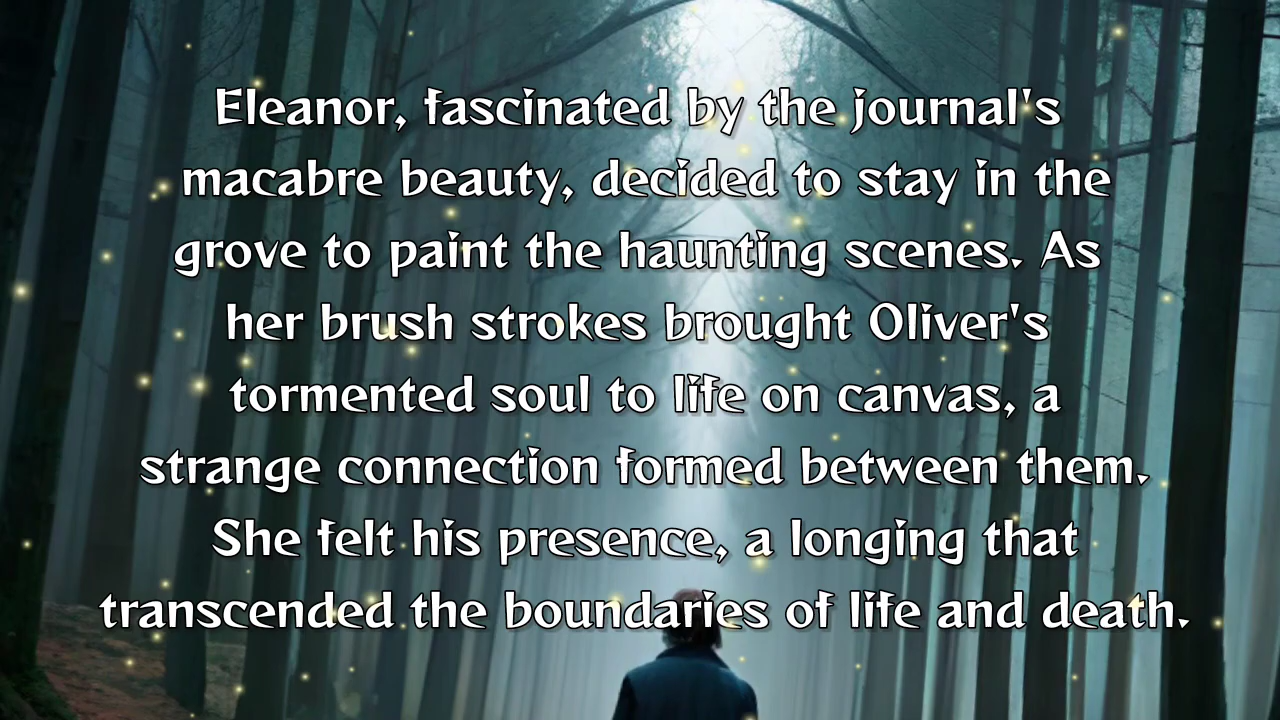 Eleanor, fascinated by the journal's
macabre beauty, decided to stay in the
grove to paint the haunting scenes. As
her brush strokes brought Oliver's
tormented soul to life on canvas, a
strange connection formed between them.
She felt his presence, a longing that
transcended the boundaries of life and death.